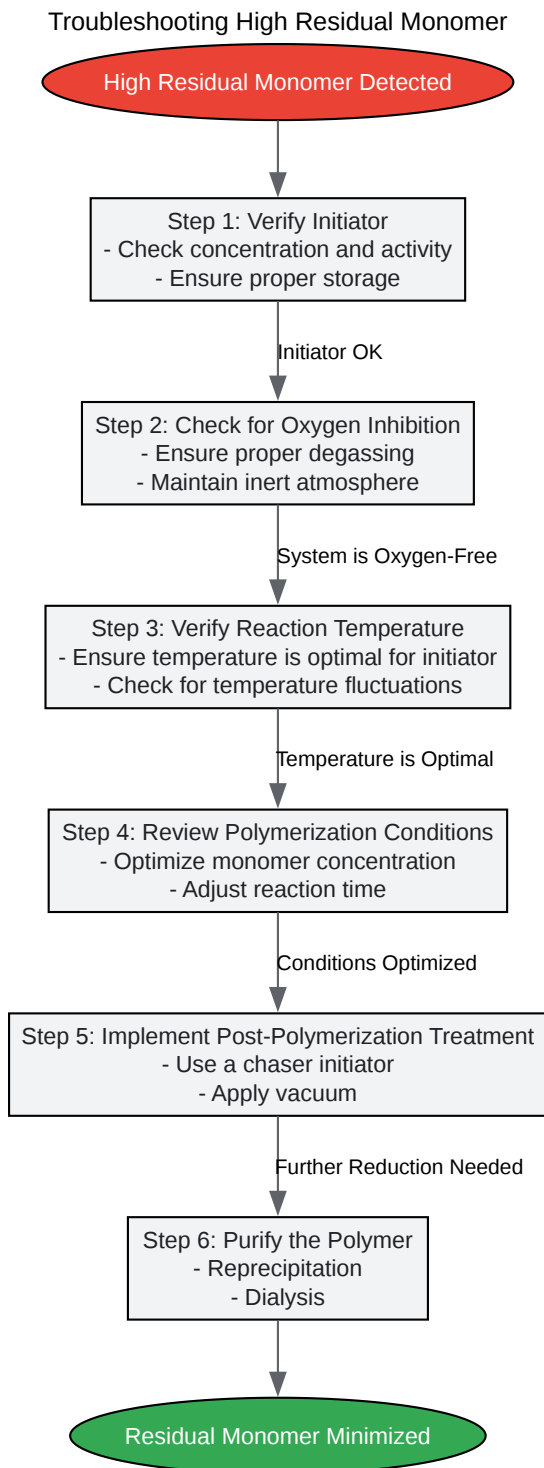 Troubleshooting High Residual Monomer
High Residual Monomer Detected
Step 1: Verify Initiator
- Check concentration and activity
- Ensure proper storage
Initiator OK
Step 2: Check for Oxygen Inhibition
- Ensure proper degassing
- Maintain inert atmosphere
System is Oxygen-Free
Step 3: Verify Reaction Temperature
- Ensure temperature is optimal for initiator
- Check for temperature fluctuations
Temperature is Optimal
Step 4: Review Polymerization Conditions
- Optimize monomer concentration
- Adjust reaction time
Conditions Optimized
Step 5: Implement Post-Polymerization Treatment
- Use a chaser initiator
- Apply vacuum
Further Reduction Needed
Step 6: Purify the Polymer
- Reprecipitation
- Dialysis
Residual Monomer Minimized